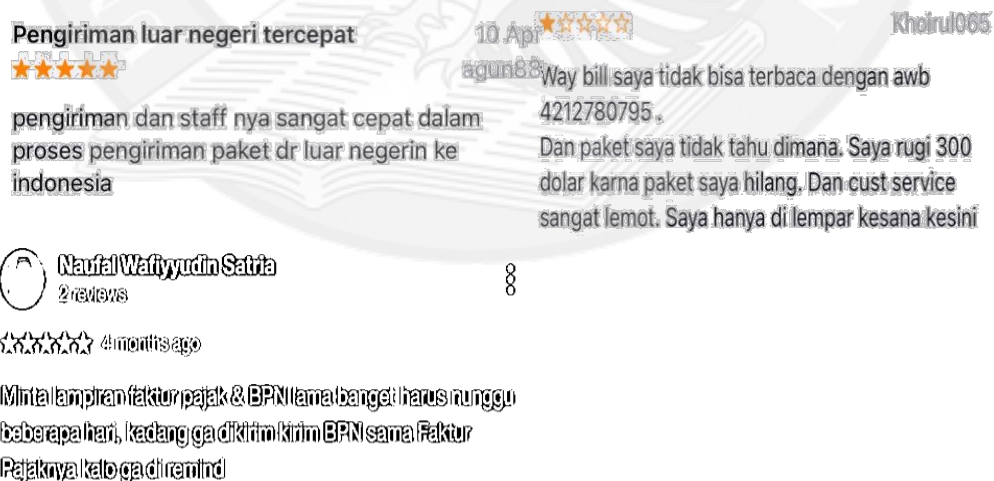 Pengiriman luar negeri tercepat
10 Apr
agun88
pengiriman dan staff nya sangat cepat dalam
proses pengiriman paket dr luar negerin ke
indonesia
Khoirul065
Way bill saya tidak bisa terbaca dengan awb
4212780795.
Dan paket saya tidak tahu dimana. Saya rugi 300
dolar karna paket saya hilang. Dan cust service
sangat lemot. Saya hanya di lempar kesana kesini
Naufal Wafiyyudin Satria
2 reviews
4 months ago
Minta lampiran faktur pajak & BPN lama banget harus nunggu
beberapa hari, kadang ga dikirim kirim BPN sama Faktur
Pajaknya kalo ga di remind